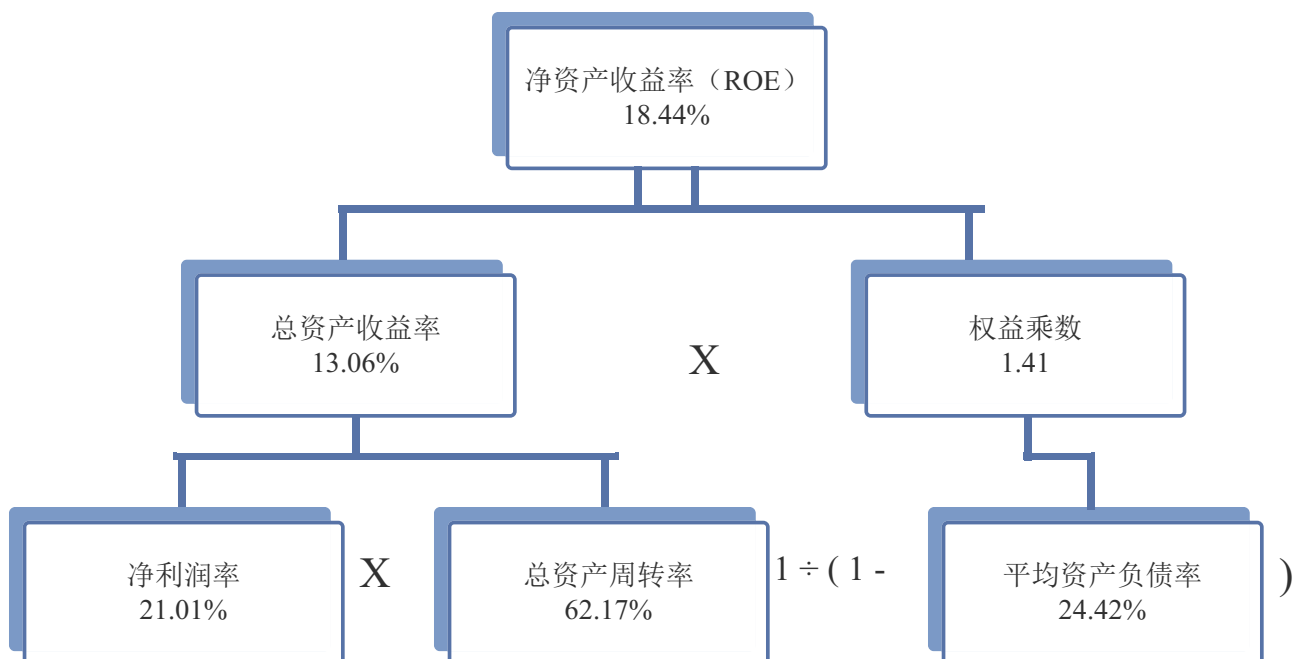 净资产收益率（ROE）
18.44%
总资产收益率
13.06%
X
权益乘数
1.41
净利润率
21.01%
X
总资产周转率
62.17%
1 ÷ ( 1 -
平均资产负债率
24.42%
)